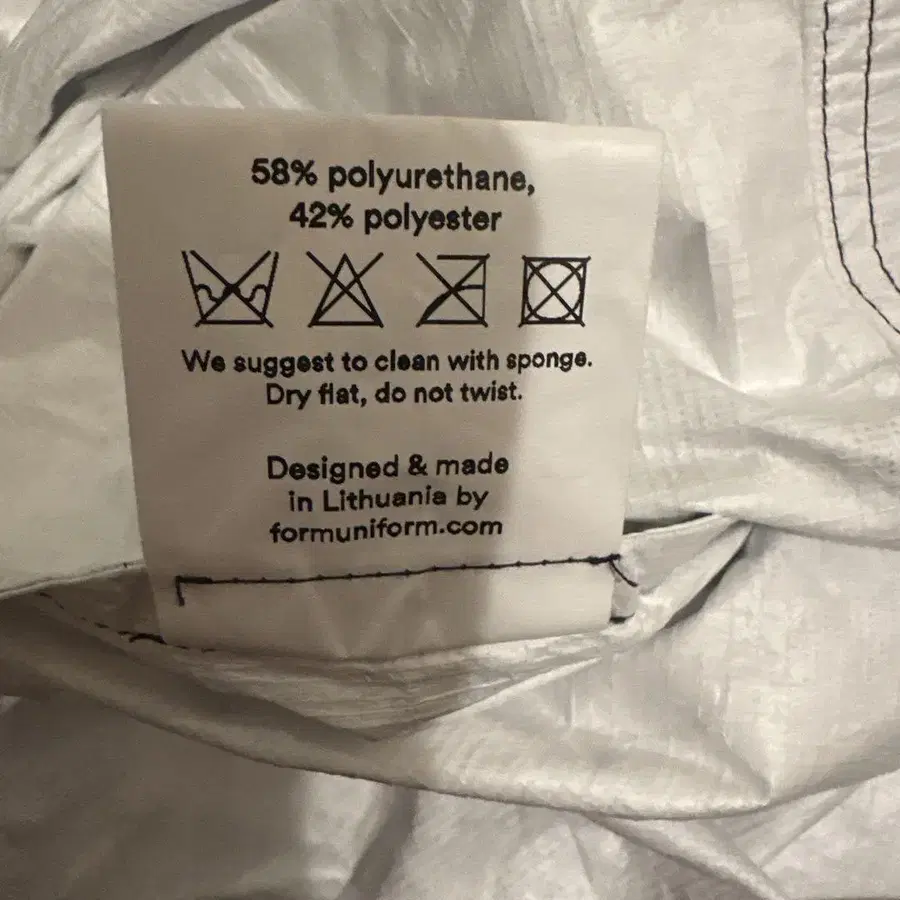 58% polyurethane,
42% polyester
We suggest to clean with sponge.
Dry flat, do not twist.
Designed & made
in Lithuania by
formuniform.com